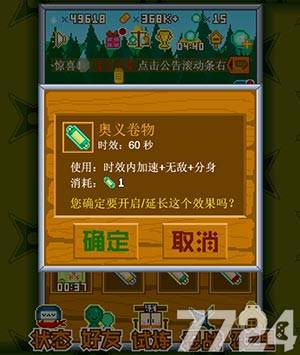 49618
368K+
15
04:40
惊喜!
点击公告滚动条右
奥义卷物
时效：60 秒
使用：时效内加速+无敌+分身
消耗： 1
您确定要开启/延长这个效果吗?
确定 取消
00:37
状态 好友 试炼
7724